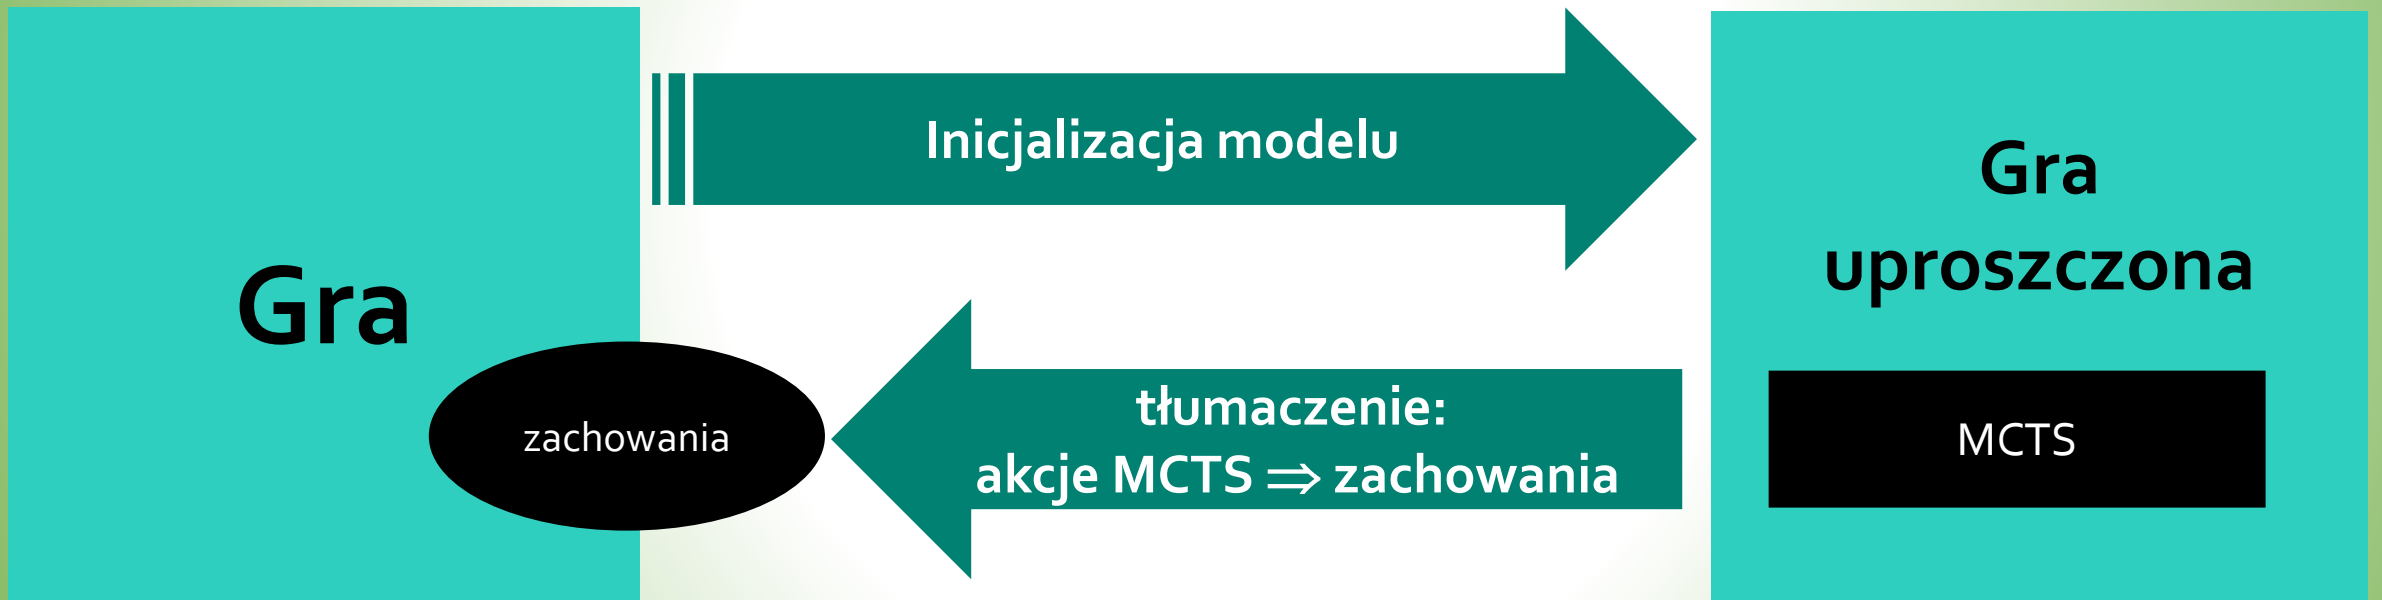 Gra
zachowania
Inicjalizacja modelu
tłumaczenie:
akcje MCTS ⇒ zachowania
Gra
uproszczona
MCTS